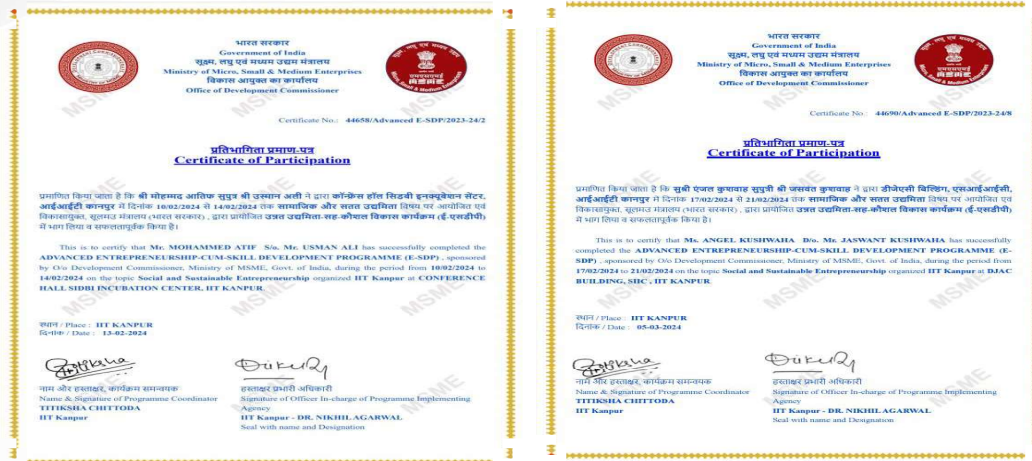 भारत सरकार
Government of India
सूक्ष्म, लघु एवं मध्यम उद्यम मंत्रालय
Ministry of Micro, Small & Medium Enterprises
विकास आयुक्त का कार्यालय
Office of Development Commissioner
Certificate No.: 44658/Advanced E-SDP/2023-24/2
प्रतिभागिता प्रमाण-पत्र
Certificate of Participation
प्रमाणित किया जाता है कि श्री मोहम्मद आतिफ सुपुत्र श्री उस्मान अली ने द्वारा कॉन्फ्रेंस हॉल सिडबी इनक्यूबेशन सेंटर,
आईआईटी कानपुर में दिनांक 10/02/2024 से 14/02/2024 तक सामाजिक और सतत उद्यमिता विषय पर आयोजित एवं
विकासायुक्त, सूलमउ मंत्रालय (भारत सरकार) , द्वारा प्रायोजित उन्नत उद्यमिता-सह-कौशल विकास कार्यक्रम (ई-एसडीपी)
में भाग लिया व सफलतापूर्वक किया है।
This is to certify that Mr. MOHAMMED ATIF S/o. Mr. USMAN ALI has successfully completed the
ADVANCED ENTREPRENEURSHIP-CUM-SKILL DEVELOPMENT PROGRAMME (E-SDP) , sponsored
by O/o Development Commissioner, Ministry of MSME, Govt. of India, during the period from 10/02/2024 to
14/02/2024 on the topic Social and Sustainable Entrepreneurship organized IIT Kanpur at CONFERENCE
HALL SIDBI INCUBATION CENTER, IIT KANPUR
स्थान / Place : IIT KANPUR
दिनांक / Date : 13-02-2024
नाम और हस्ताक्षर, कार्यक्रम समन्वयक
Name & Signature of Programme Coordinator
TITIKSHA CHITTODA
IIT Kanpur
हस्ताक्षर प्रभारी अधिकारी
Signature of Officer In-charge of Programme Implementing
Agency
IIT Kanpur - DR. NIKHIL AGARWAL
Seal with name and Designation
भारत सरकार
Government of India
सूक्ष्म, लघु एवं मध्यम उद्यम मंत्रालय
Ministry of Micro, Small & Medium Enterprises
विकास आयुक्त का कार्यालय
Office of Development Commissioner
Certificate No.: 44690/Advanced E-SDP/2023-24/8
प्रतिभागिता प्रमाण-पत्र
Certificate of Participation
प्रमाणित किया जाता है कि सुश्री एंजल कुशवाह सुपुत्री श्री जसवंत कुशवाह ने द्वारा डीजेएसी बिल्डिंग, एसआईआईसी,
आईआईटी कानपुर में दिनांक 17/02/2024 से 21/02/2024 तक सामाजिक और सतत उद्यमिता विषय पर आयोजित एवं
विकासायुक्त, सूलमउ मंत्रालय (भारत सरकार) , द्वारा प्रायोजित उन्नत उद्यमिता-सह-कौशल विकास कार्यक्रम (ई-एसडीपी)
में भाग लिया व सफलतापूर्वक किया है।
This is to certify that Ms. ANGEL KUSHWAHA D/o. Mr. JASWANT KUSHWAHA has successfully
completed the ADVANCED ENTREPRENEURSHIP-CUM-SKILL DEVELOPMENT PROGRAMME (E-
SDP) , sponsored by O/o Development Commissioner, Ministry of MSME, Govt. of India, during the period from
17/02/2024 to 21/02/2024 on the topic Social and Sustainable Entrepreneurship organized IIT Kanpur at DJAC
BUILDING, SIIC , IIT KANPUR
स्थान / Place : IIT KANPUR
दिनांक / Date : 05-03-2024
नाम और हस्ताक्षर, कार्यक्रम समन्वयक
Name & Signature of Programme Coordinator
TITIKSHA CHITTODA
IIT Kanpur
हस्ताक्षर प्रभारी अधिकारी
Signature of Officer In-charge of Programme Implementing
Agency
IIT Kanpur - DR. NIKHIL AGARWAL
Seal with name and Designation